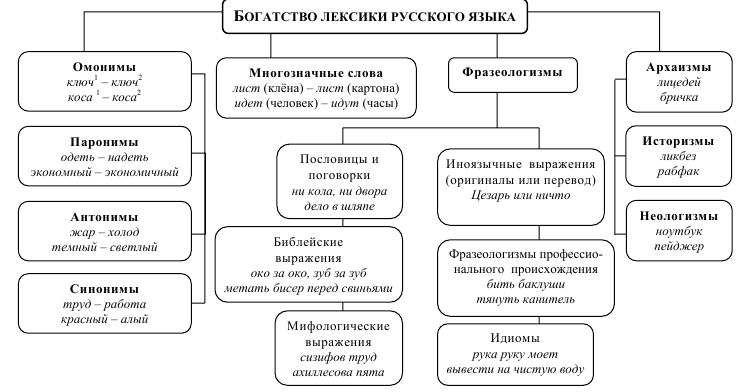 БОГАТСТВО ЛЕКСИКИ РУССКОГО ЯЗЫКА
Омонимы
ключ¹ – ключ²
коса ¹ – коса²
Паронимы
одеть – надеть
экономный – экономичный
Антонимы
жар – холод
темный – светлый
Синонимы
труд – работа
красный – алый
Многозначные слова
лист (клёна) – лист (картона)
идет (человек) – идут (часы)
Фразеологизмы
Пословицы и
поговорки
ни кола, ни двора
дело в шляпе
Библейские
выражения
око за око, зуб за зуб
метать бисер перед свиньями
Мифологические
выражения
сизифов труд
ахиллесова пята
Иноязычные выражения
(оригиналы или перевод)
Цезарь или ничто
Фразеологизмы профессио-
нального происхождения
бить баклуши
тянуть канитель
Идиомы
рука руку моет
вывести на чистую воду
Архаизмы
лицедей
бричка
Историзмы
ликбез
рабфак
Неологизмы
ноутбук
пейджер